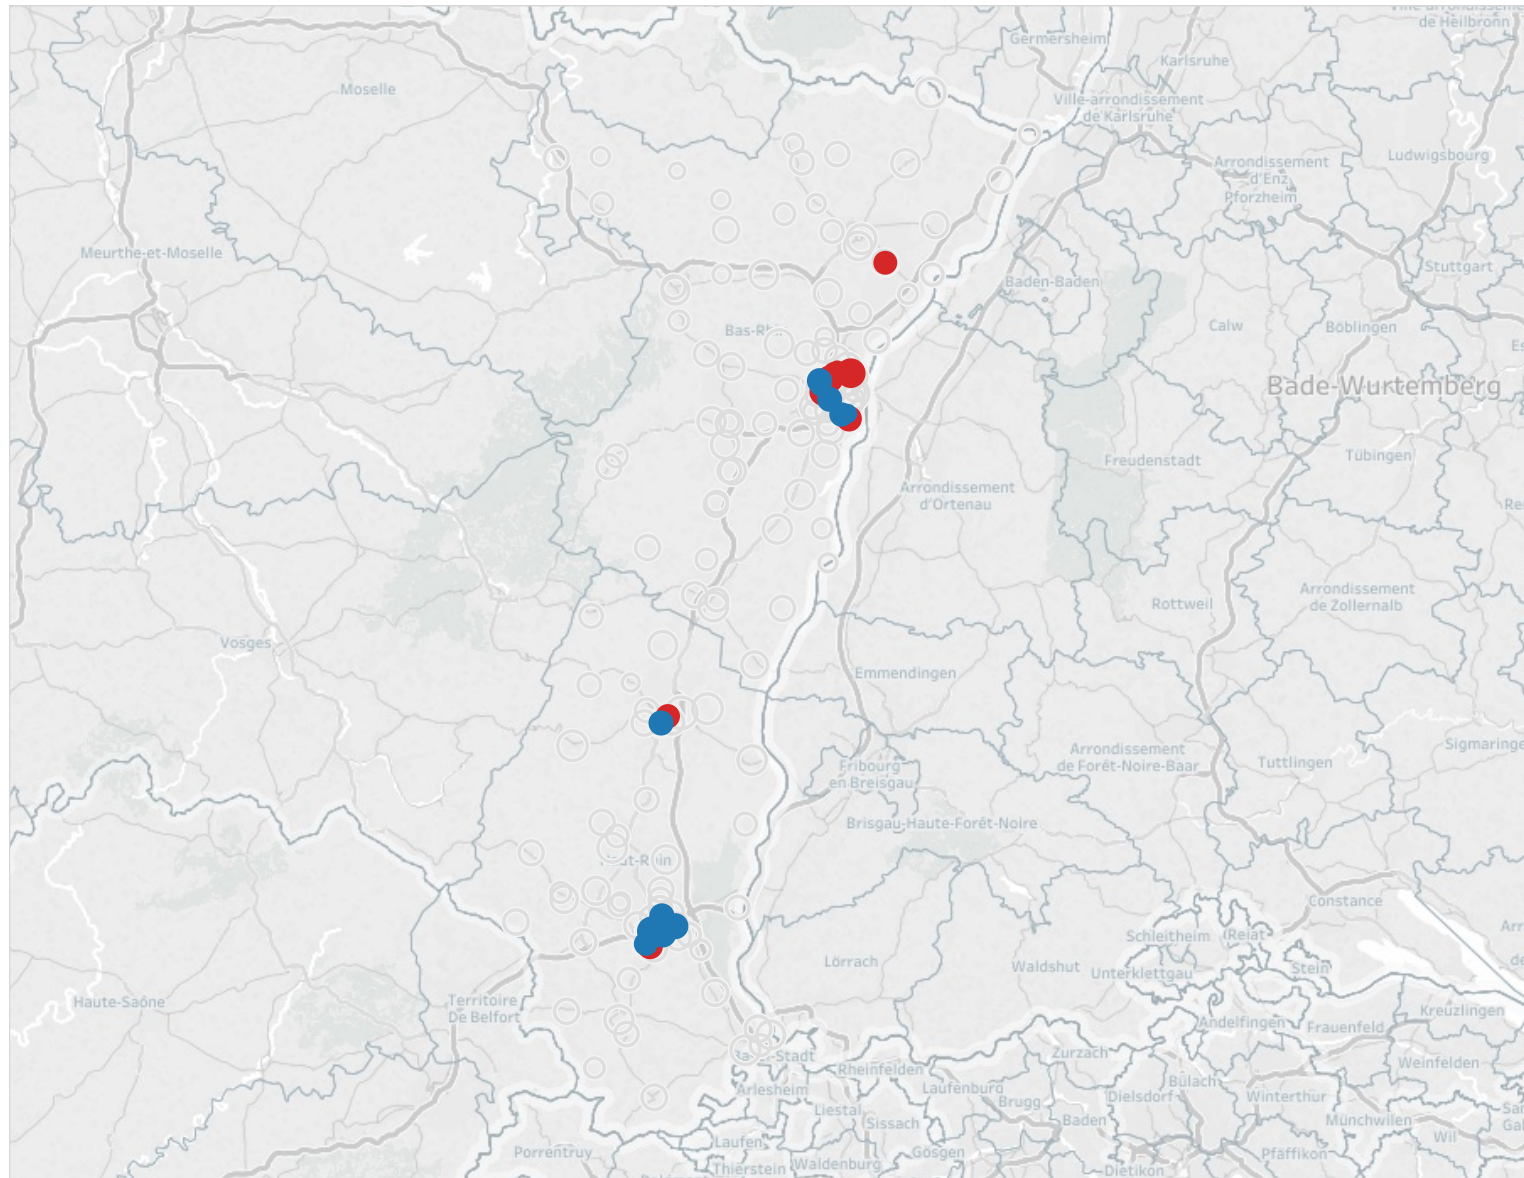 de Heilbronn
Germersheim
Karlsruhe
Moselle
Ville-arrondissement
de Karlsruhe
Ludwigsbourg
Arrondissement
d'Enz
Pforzheim
Meurthe-et-Moselle
Stuttgart
Baden-Baden
Calw
Böblingen
Bade-Wurtemberg
Tübingen
Freudenstadt
Arrondissement
d'Ortenau
Rottweil
Arrondissement
de Zollernalb
Vosges
Emmendingen
Arrondissement
de Forêt-Noire-Baar
Sigmaringe
Tuttlingen
Fribourg
en Breisgau
Brisgau-Haute-Forêt-Noire
Constance
Schleitheim
(Reiat
Lörrach
Waldshut
Unterklettgau
Stein
Haute-Saône
Territoire
De Belfort
Kreuzlingen
Andelfingen
Frauenfeld
Zurzach
Weinfelden
Rheinfelden
Arlesheim
Laufenburg
Bülach
Brugg
Dielsdorf
Winterthur
Liestal
Sissach
Baden
Münchwilen
Wil
Laufen
Porrentruy
Gösgen
Pfäffikon
Thierstein
Waldenburg
Dietikon